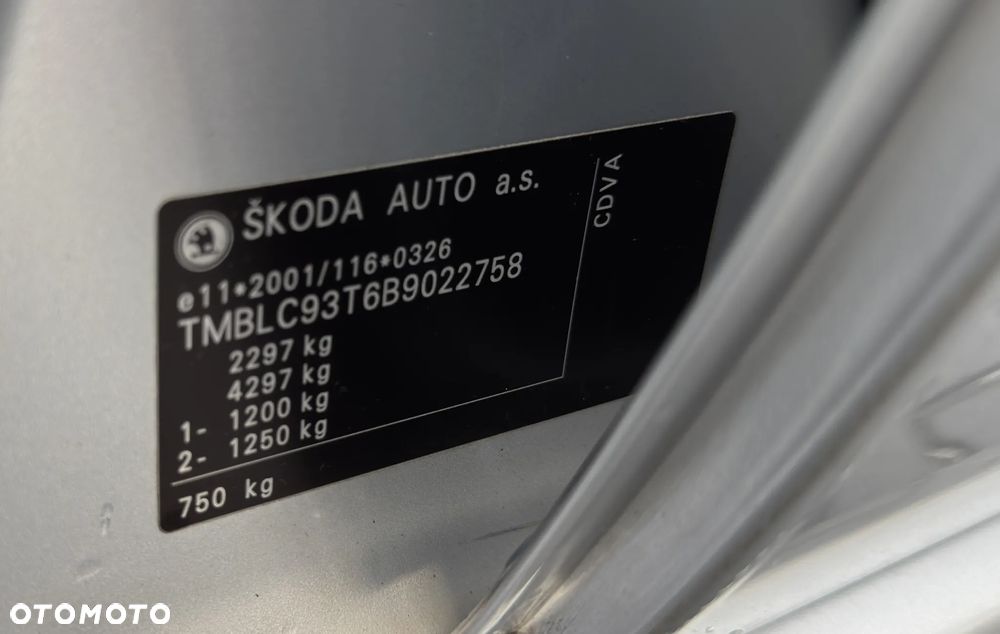 ŠKODA AUTO a.s.
e11*2001/116*0326
TMBLC93T6B9022758
2297 kg
4297 kg
1- 1200 kg
2- 1250 kg
750 kg
CDVA
OTOMOTO